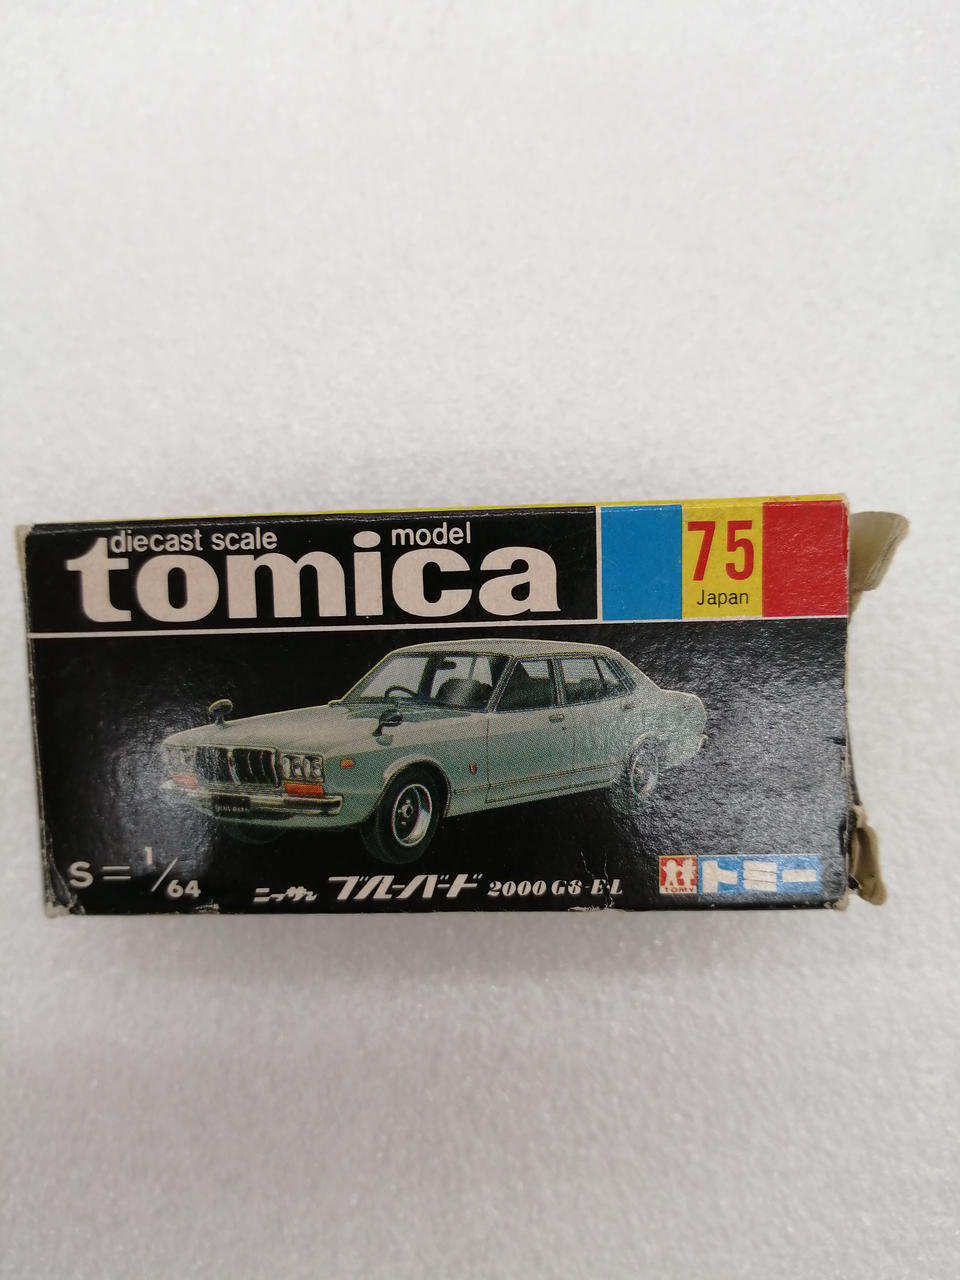 diecast scale model
tomica
75
Japan
S=1/64
ニッサン ブルーバード 2000 G6-E·L
TOMY
トミー